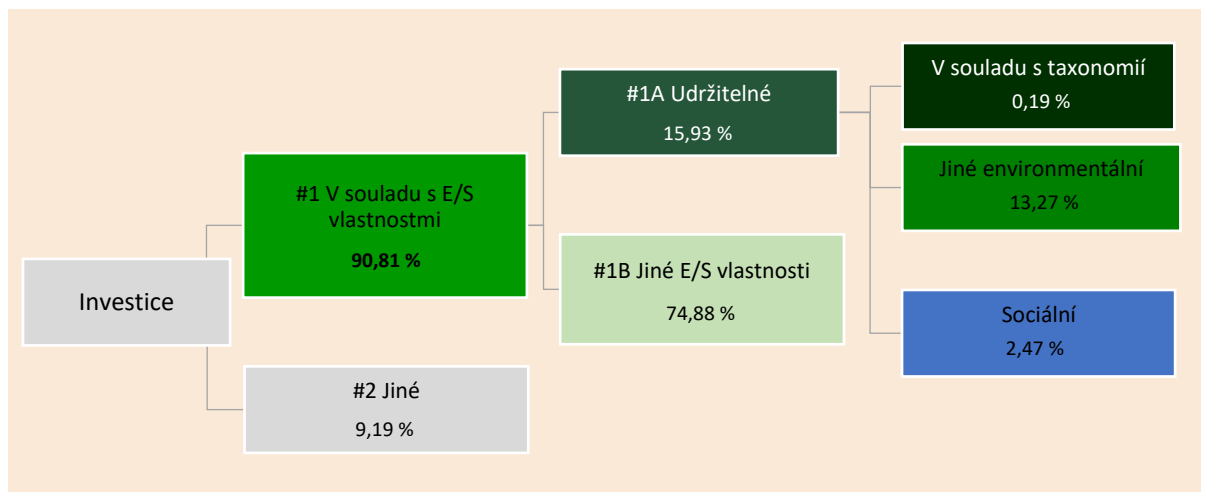 Investice
#1 V souladu s E/S
vlastnostmi
90,81 %
#2 Jiné
9,19 %
#1A Udržitelné
15,93 %
#1B Jiné E/S vlastnosti
74,88 %
V souladu s taxonomií
0,19 %
Jiné environmentální
13,27 %
Sociální
2,47 %